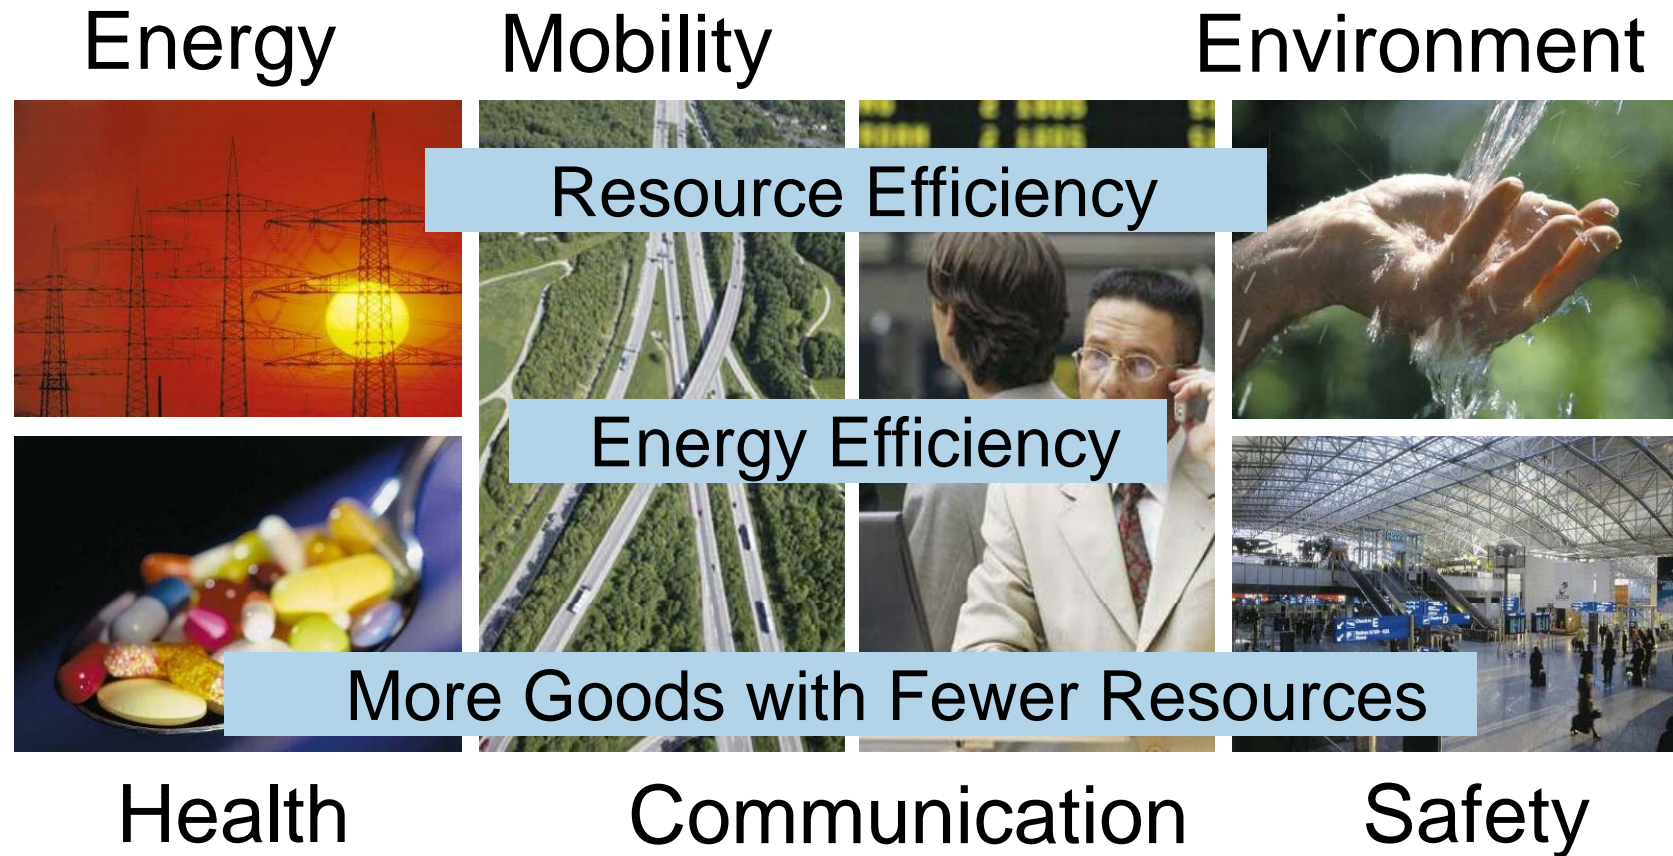 Energy
Mobility
Environment
Resource Efficiency
Energy Efficiency
More Goods with Fewer Resources
Health
Communication
Safety